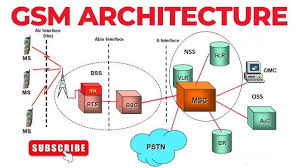 GSM ARCHITECTURE
Air Interface
(Um)
Abis Interface
A Interface
NSS
HLR
VLR
OMC
MS
BSS
RX
BTS
BSC
MSC
OSS
MS
AuC
MS
EIR
PSTN
SUBSCRIBE